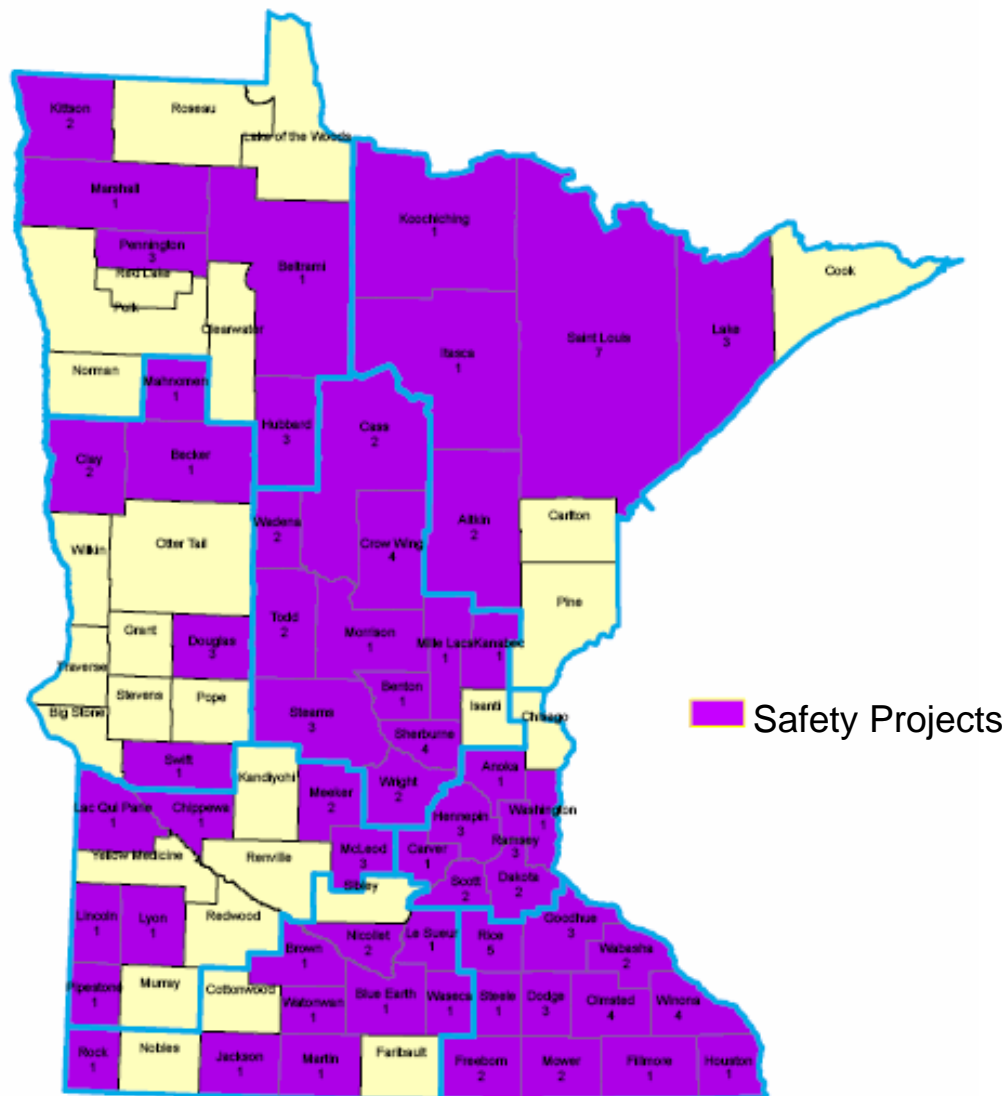 Kittson
2
Roseau
Lake of the Woods
Marshall
1
Koochiching
1
Pennington
3
Beltrami
1
Red Lake
Polk
Cook
Clearwater
Saint Louis
7
Lake
3
Itasca
1
Norman
Mahnomen
1
Hubbard
3
Cass
2
Clay
2
Becker
1
Wadena
2
Crow Wing
4
Aitkin
2
Carlton
Wilkin
Otter Tail
Pine
Grant
Douglas
Todd
2
Morrison
1
Mille Lacs
1
Kanabec
1
Traverse
Stevens
Pope
Benton
1
Isanti
Big Stone
Stearns
3
Chisago
Sherburne
4
Safety Projects
Swift
1
Kandiyohi
Meeker
2
Wright
2
Anoka
1
Lac Qui Parle
1
Chippewa
1
Hennepin
3
Washington
1
Ramsey
3
Yellow Medicine
Renville
McLeod
3
Carver
1
Scott
2
Dakota
2
Sibley
Lincoln
1
Lyon
1
Redwood
Brown
1
Nicollet
2
Le Sueur
1
Rice
5
Goodhue
3
Wabasha
2
Pipestone
1
Murray
Cottonwood
Watonwan
1
Blue Earth
1
Waseca
1
Steele
1
Dodge
3
Olmsted
4
Winona
4
Rock
1
Nobles
Jackson
1
Martin
1
Faribault
Freeborn
2
Mower
2
Fillmore
1
Houston
1